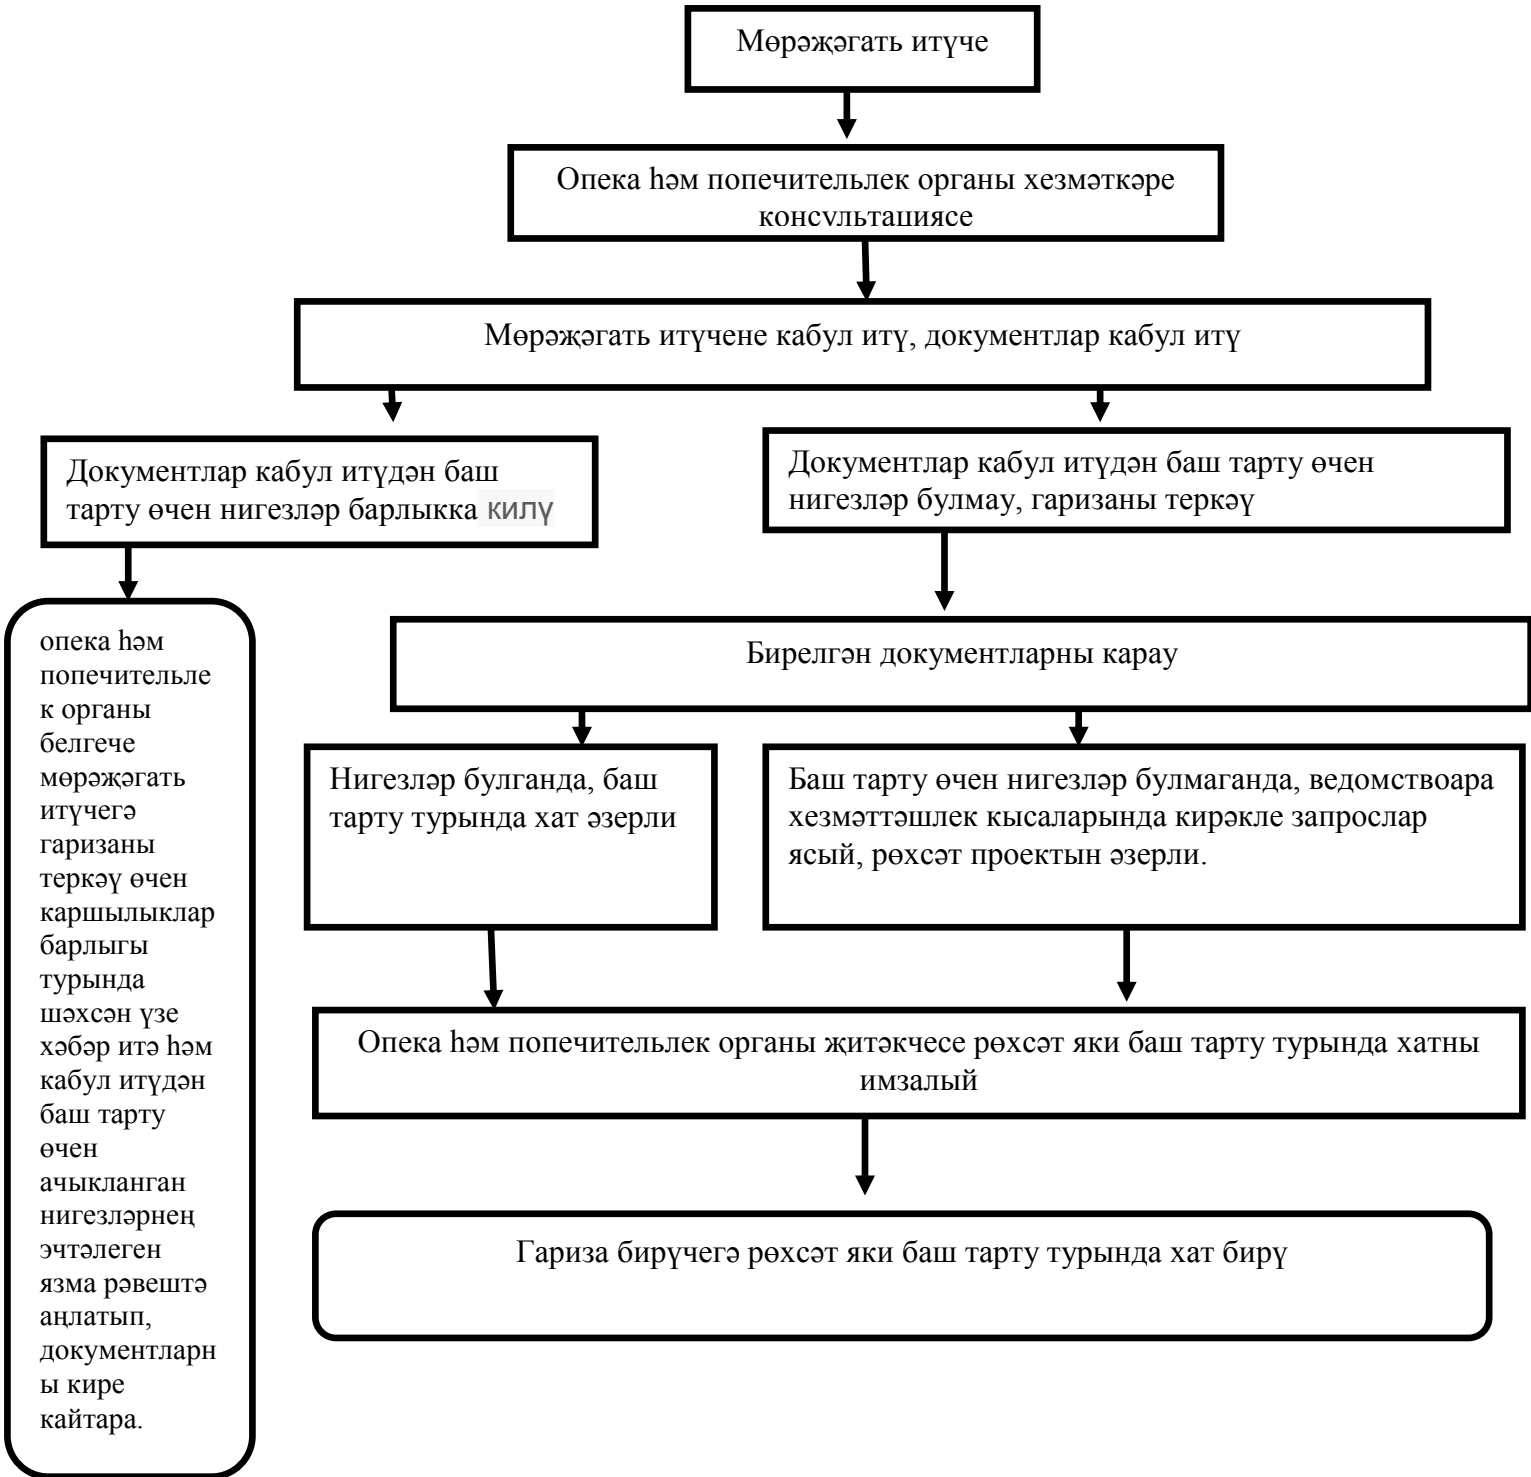 Мөрәҗәгать итүче
Опека һәм попечительлек органы хезмәткәре
консультациясе
Мөрәҗәгать итүчене кабул итү, документлар кабул итү
Документлар кабул итүдән баш
тарту өчен нигезләр барлыкка килү
Документлар кабул итүдән баш тарту өчен
нигезләр булмау, гаризаны теркәү
опека һәм
попечительле
к органы
белгече
мөрәҗәгать
итүчегә
гаризаны
теркәү өчен
каршылыклар
барлыгы
турында
шәхсән үзе
хәбәр итә һәм
кабул итүдән
баш тарту
өчен
ачыкланган
нигезләрнең
эчтәлеген
язма рәвештә
аңлатып,
документларн
ы кире
кайтара.
Бирелгән документларны карау
Нигезләр булганда, баш
тарту турында хат әзерли
Баш тарту өчен нигезләр булмаганда, ведомствоара
хезмәттәшлек кысаларында кирәкле запрослар
ясый, рөхсәт проектын әзерли.
Опека һәм попечительлек органы җитәкчесе рөхсәт яки баш тарту турында хатны
имзалый
Гариза бирүчегә рөхсәт яки баш тарту турында хат бирү